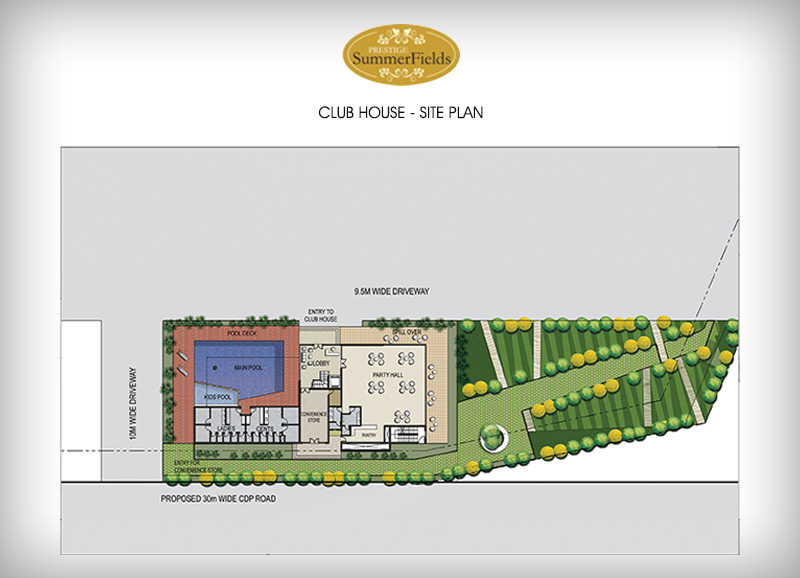 PRESTIGE
SummerFields
CLUB HOUSE - SITE PLAN
9.5M WIDE DRIVEWAY
ENTRY TO
CLUB HOUSE
POOL DECK
SPILL OVER
LOBBY
MAIN POOL
PARTY HALL
KIDS POOL
10M WIDE DRIVEWAY
CONVENIENCE
STORE
LADIES
GENTS
PANTRY
ENTRY FOR
CONVENIENCE STORE
PROPOSED 30m WIDE CDP ROAD